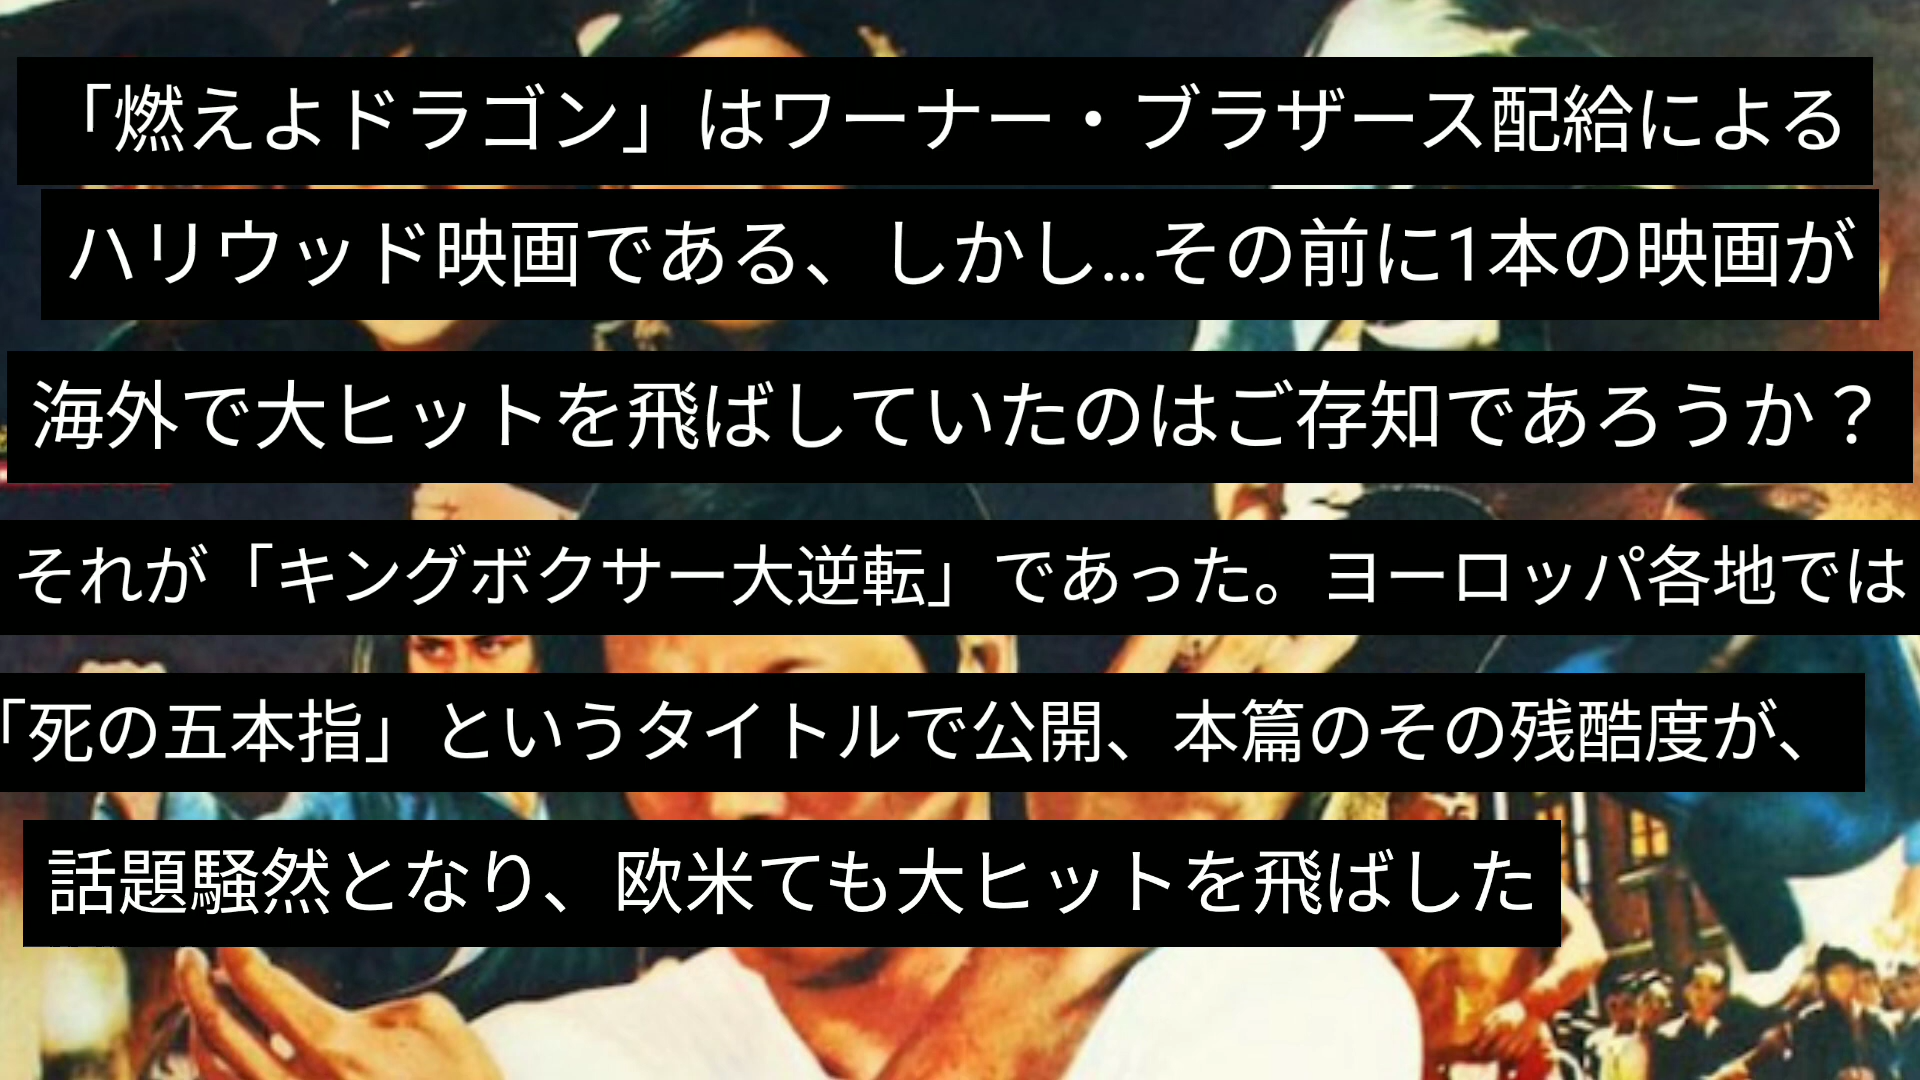 「燃えよドラゴン」はワーナー・ブラザース配給による
ハリウッド映画である、しかし…その前に1本の映画が
海外で大ヒットを飛ばしていたのはご存知であろうか？
それが「キングボクサー大逆転」であった。ヨーロッパ各地では
「死の五本指」というタイトルで公開、本篇のその残酷度が、
話題騒然となり、欧米ても大ヒットを飛ばした